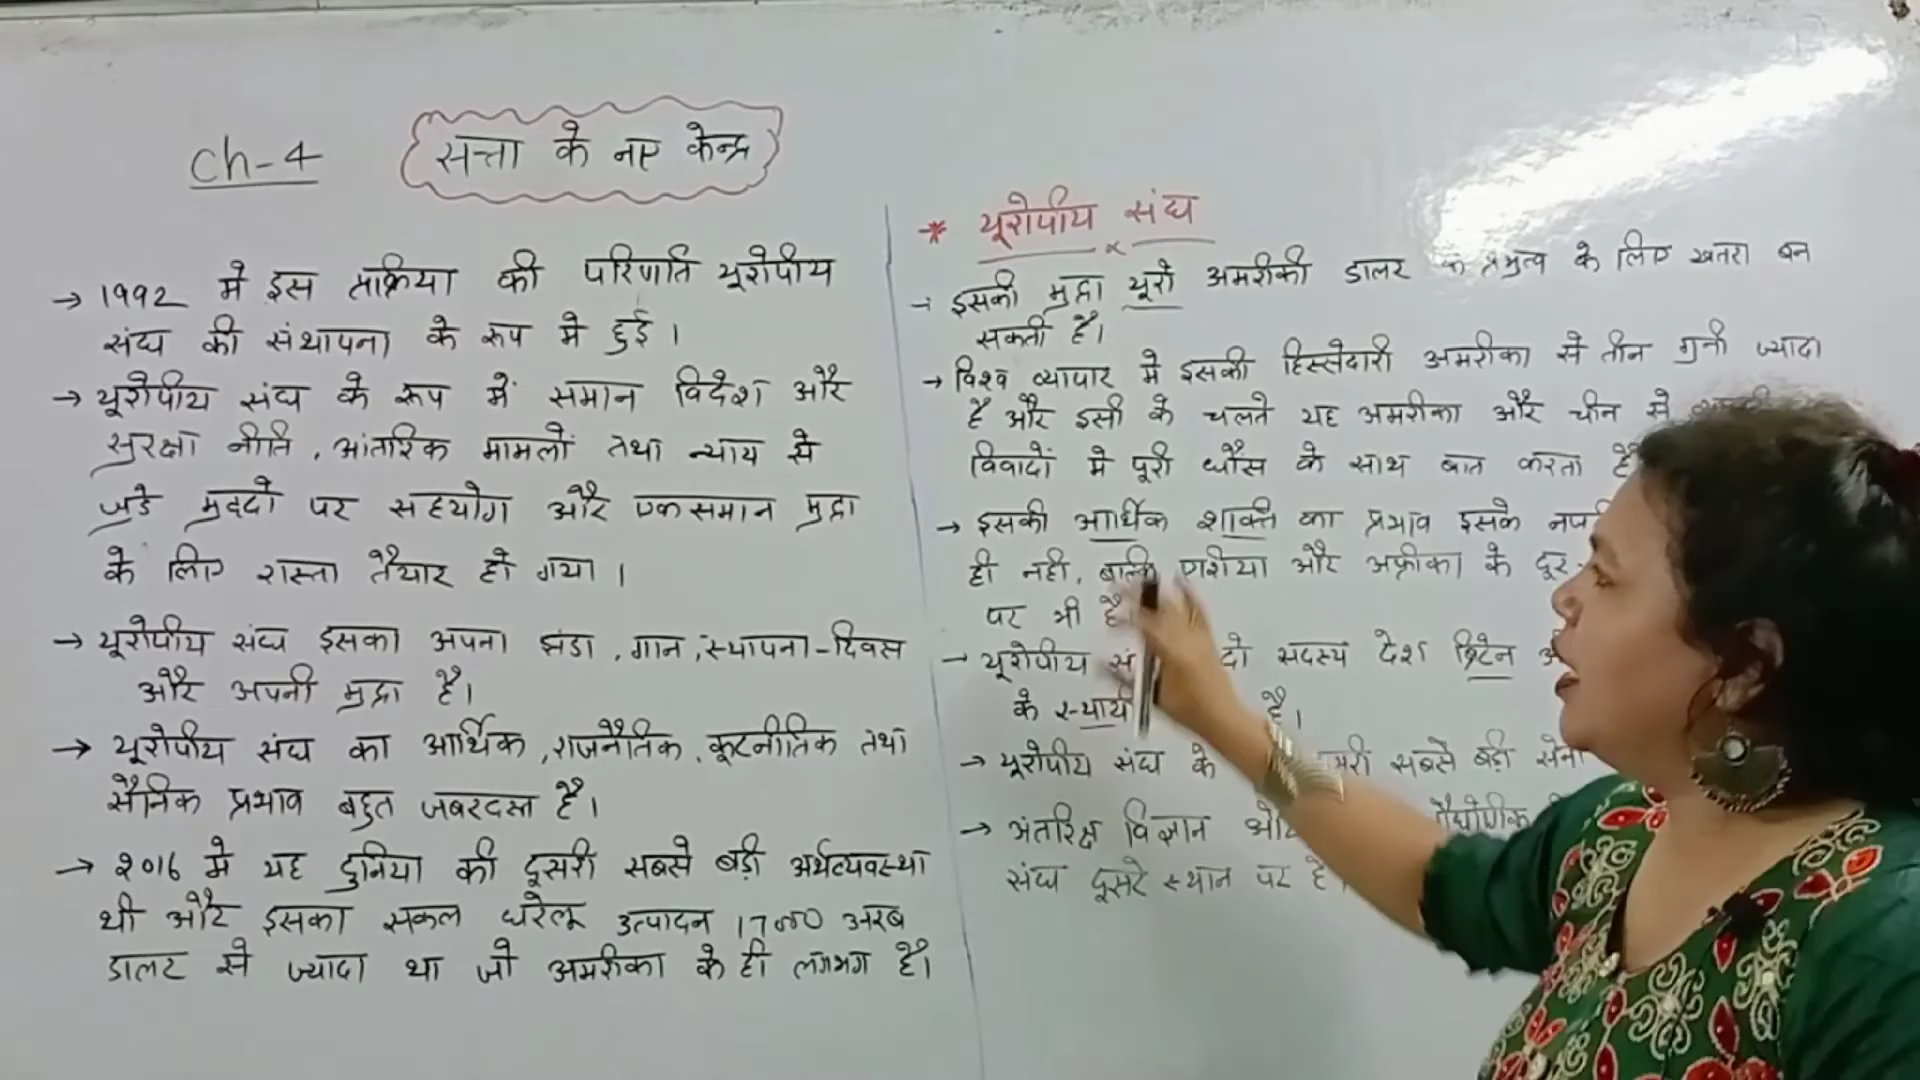 Ch-4 सत्ता के नए केन्द्र
→ 1992 में इस प्रक्रिया की परिणति यूरोपीय
संघ की संथापना के रूप मे हुई।
→ यूरोपीय संघ के रूप में समान विदेश और
सुरक्षा नीति, आंतरिक मामलों तथा न्याय से
जुडे मुद्दो पर सहयोग और एकसमान मुद्रा
के लिए रास्ता तैयार हो गया।
→ यूरोपीय संघ इसका अपना झंडा, गान, स्थापना-दिवस
और अपनी मुद्रा है।
→ यूरोपीय संघ का आर्थिक, राजनैतिक, कूटनीतिक तथा
सैनिक प्रभाव बहुत जबरदस्त है।
→ 2016 मे यह दुनिया की दूसरी सबसे बड़ी अर्थव्यवस्था
थी और इसका सकल घरेलू उत्पादन 17000 अरब
डालर से ज्यादा था जो अमरीका के ही लगभग है।
* यूरोपीय संघ
→ इसकी मुद्रा यूरो अमरीकी डालर के प्रभुत्व के लिए खतरा बन
सकती है।
→ विश्व व्यापार मे इसकी हिस्सेदारी अमरीका से तीन गुनी ज्यादा
है और इसी के चलते यह अमरीका और चीन से
विवादों मे पूरी धौंस के साथ बात करता है
→ इसकी आर्थिक शक्ति का प्रभाव इसके
ही नही, बल्कि एशिया और अफ्रीका के दूर
पर भी है
→ यूरोपीय दो सदस्य देश ब्रिटेन
के स्थायी है।
→ यूरोपीय संघ के सबसे बड़ी सेना
→ अंतरिक्ष विज्ञान
संघ दूसरे स्थान पर है